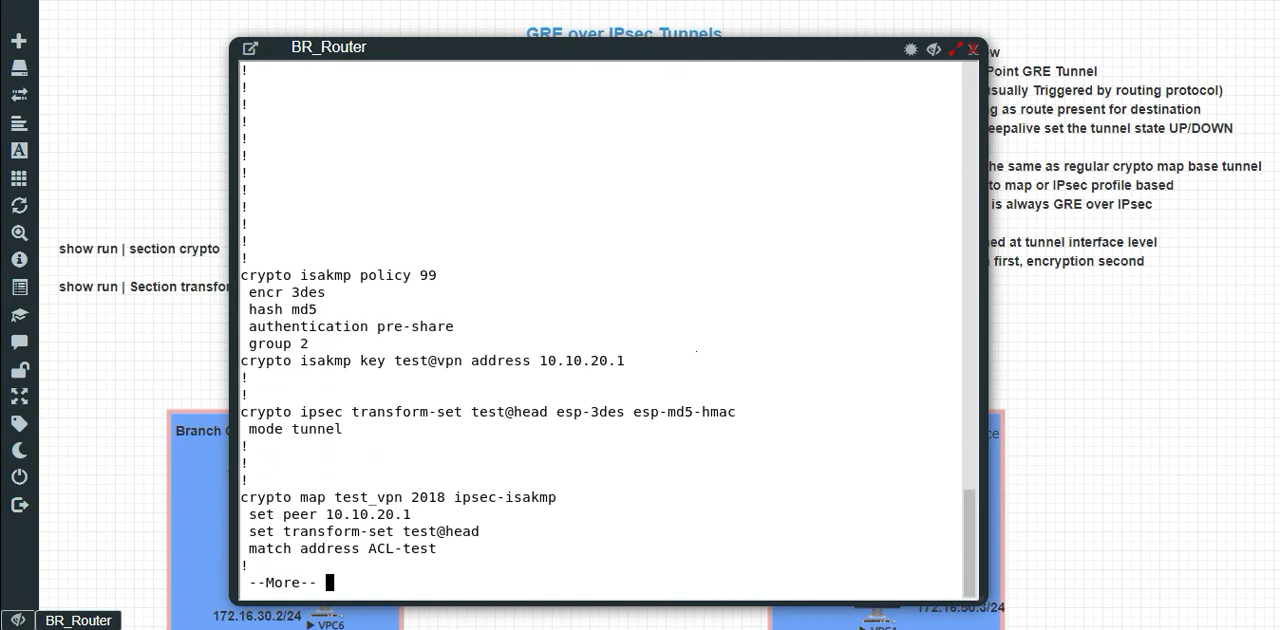 GRE over IPsec Tunnels
BR_Router
w
Point GRE Tunnel
usually Triggered by routing protocol)
g as route present for destination
eepalive set the tunnel state UP/DOWN
he same as regular crypto map base tunnel
to map or IPsec profile based
is always GRE over IPsec
ed at tunnel interface level
first, encryption second
show run | section crypto
show run | Section transfor
!
!
!
!
!
!
!
!
!
!
!
!
crypto isakmp policy 99
encr 3des
hash md5
authentication pre-share
group 2
crypto isakmp key test@vpn address 10.10.20.1
!
!
crypto ipsec transform-set test@head esp-3des esp-md5-hmac
mode tunnel
!
!
!
crypto map test_vpn 2018 ipsec-isakmp
set peer 10.10.20.1
set transform-set test@head
match address ACL-test
!
--More--
Branch
ce
172.16.30.2/24
VPC6
172.16.50.3/24
BR_Router